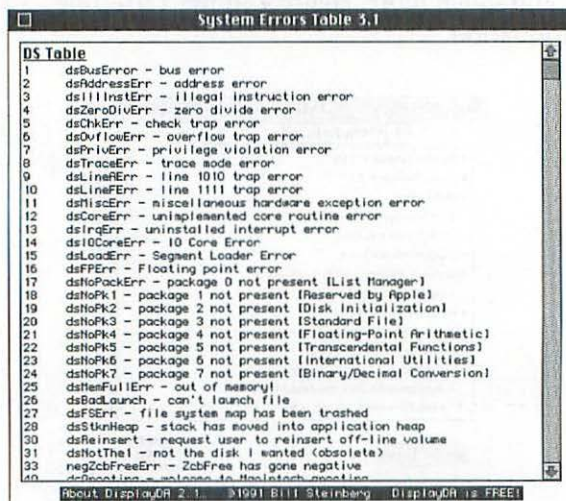 System Errors Table 3.1
DS Table
1 dsBusError - bus error
2 dsAddressErr - address error
3 dsIllInstErr - illegal instruction error
4 dsZeroDivErr - zero divide error
5 dsChkErr - check trap error
6 dsOvflowErr - overflow trap error
7 dsPrivErr - privilege violation error
8 dsTraceErr - trace mode error
9 dsLineAErr - line 1010 trap error
10 dsLineFErr - line 1111 trap error
11 dsMiscErr - miscellaneous hardware exception error
12 dsCoreErr - unimplemented core routine error
13 dsIrqErr - uninstalled interrupt error
14 dsIOCoreErr - IO Core Error
15 dsLoadErr - Segment Loader Error
16 dsFPErr - Floating point error
17 dsNoPackErr - package 0 not present [List Manager]
18 dsNoPk1 - package 1 not present [Reserved by Apple]
19 dsNoPk2 - package 2 not present [Disk Initialization]
20 dsNoPk3 - package 3 not present [Standard File]
21 dsNoPk4 - package 4 not present [Floating-Point Arithmetic]
22 dsNoPk5 - package 5 not present [Transcendental Functions]
23 dsNoPk6 - package 6 not present [International Utilities]
24 dsNoPk7 - package 7 not present [Binary/Decimal Conversion]
25 dsMemFullErr - out of memory!
26 dsBadLaunch - can't launch file
27 dsFSErr - file system map has been trashed
28 dsStknHeap - stack has moved into application heap
30 dsReinsert - request user to reinsert off-line volume
31 dsNotThe1 - not the disk I wanted (obsolete)
33 negZcbFreeErr - ZcbFree has gone negative
40 dsGreeting - welcome to Macintosh greeting
About DisplayDA 2.1... ©1991 Bill Steinberg DisplayDA is FREE!